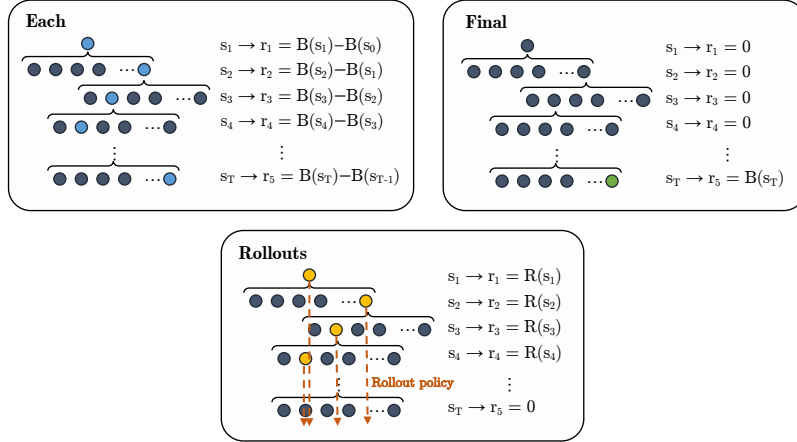 Each
s₁ → r₁ = B(s₁)−B(s₀)
s₂ → r₂ = B(s₂)−B(s₁)
s₃ → r₃ = B(s₃)−B(s₂)
s₄ → r₄ = B(s₄)−B(s₃)
⋮
s_T → r₅ = B(s_T)−B(s_T-1)
Final
s₁ → r₁ = 0
s₂ → r₂ = 0
s₃ → r₃ = 0
s₄ → r₄ = 0
⋮
s_T → r₅ = B(s_T)
Rollouts
s₁ → r₁ = R(s₁)
s₂ → r₂ = R(s₂)
s₃ → r₃ = R(s₃)
s₄ → r₄ = R(s₄)
Rollout policy
⋮
s_T → r₅ = 0